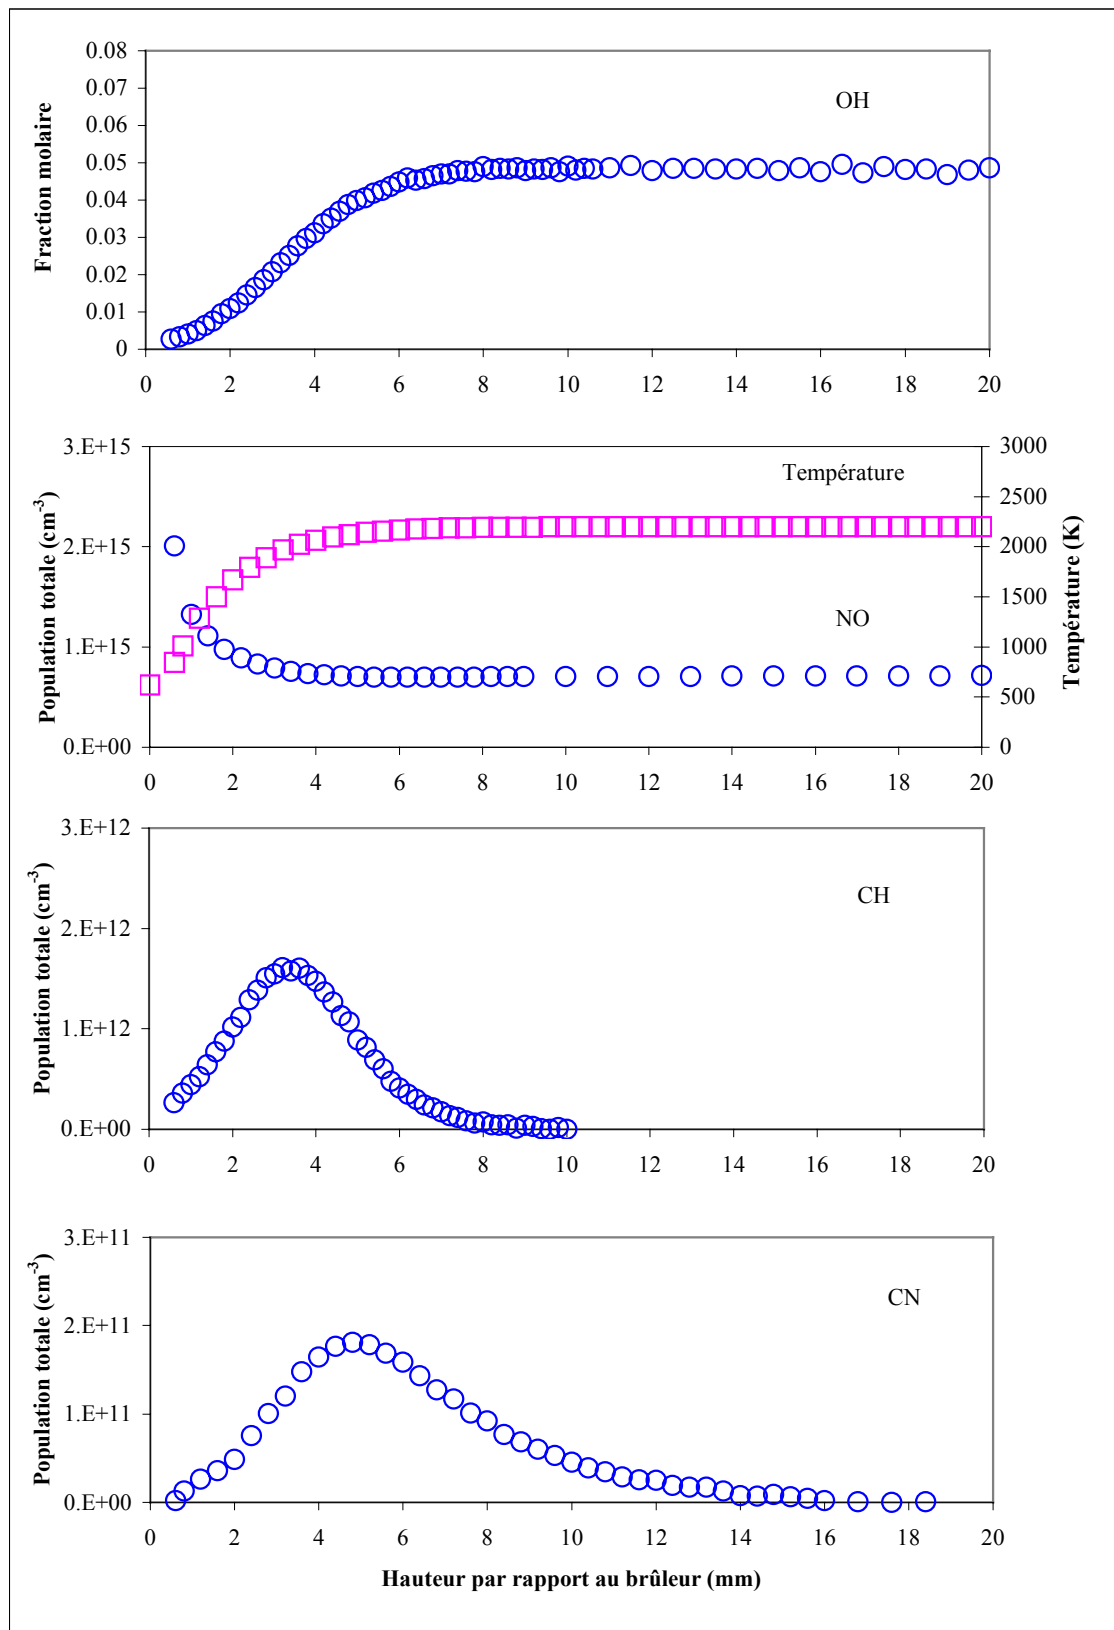 0.08
0.07
0.06
0.05
0.04
0.03
0.02
0.01
0
Fraction molaire
OH
0 2 4 6 8 10 12 14 16 18 20
3.E+15
2.E+15
1.E+15
0.E+00
Population totale (cm-3)
Température
NO
3000
2500
2000
1500
1000
500
0
Température (K)
0 2 4 6 8 10 12 14 16 18 20
3.E+12
2.E+12
1.E+12
0.E+00
Population totale (cm-3)
CH
0 2 4 6 8 10 12 14 16 18 20
3.E+11
2.E+11
1.E+11
0.E+00
Population totale (cm-3)
CN
0 2 4 6 8 10 12 14 16 18 20
Hauteur par rapport au brûleur (mm)